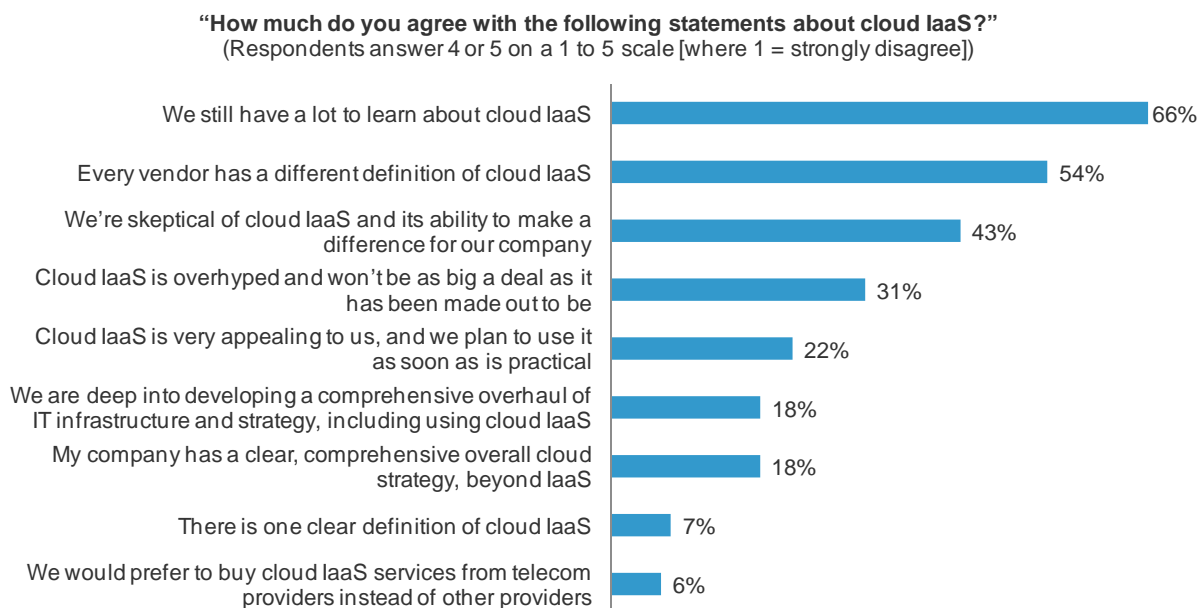 “How much do you agree with the following statements about cloud IaaS?”
(Respondents answer 4 or 5 on a 1 to 5 scale [where 1 = strongly disagree])
We still have a lot to learn about cloud IaaS
66%
Every vendor has a different definition of cloud IaaS
54%
We’re skeptical of cloud IaaS and its ability to make a
difference for our company
43%
Cloud IaaS is overhyped and won’t be as big a deal as it
has been made out to be
31%
Cloud IaaS is very appealing to us, and we plan to use it
as soon as is practical
22%
We are deep into developing a comprehensive overhaul of
IT infrastructure and strategy, including using cloud IaaS
18%
My company has a clear, comprehensive overall cloud
strategy, beyond IaaS
18%
There is one clear definition of cloud IaaS
7%
We would prefer to buy cloud IaaS services from telecom
providers instead of other providers
6%